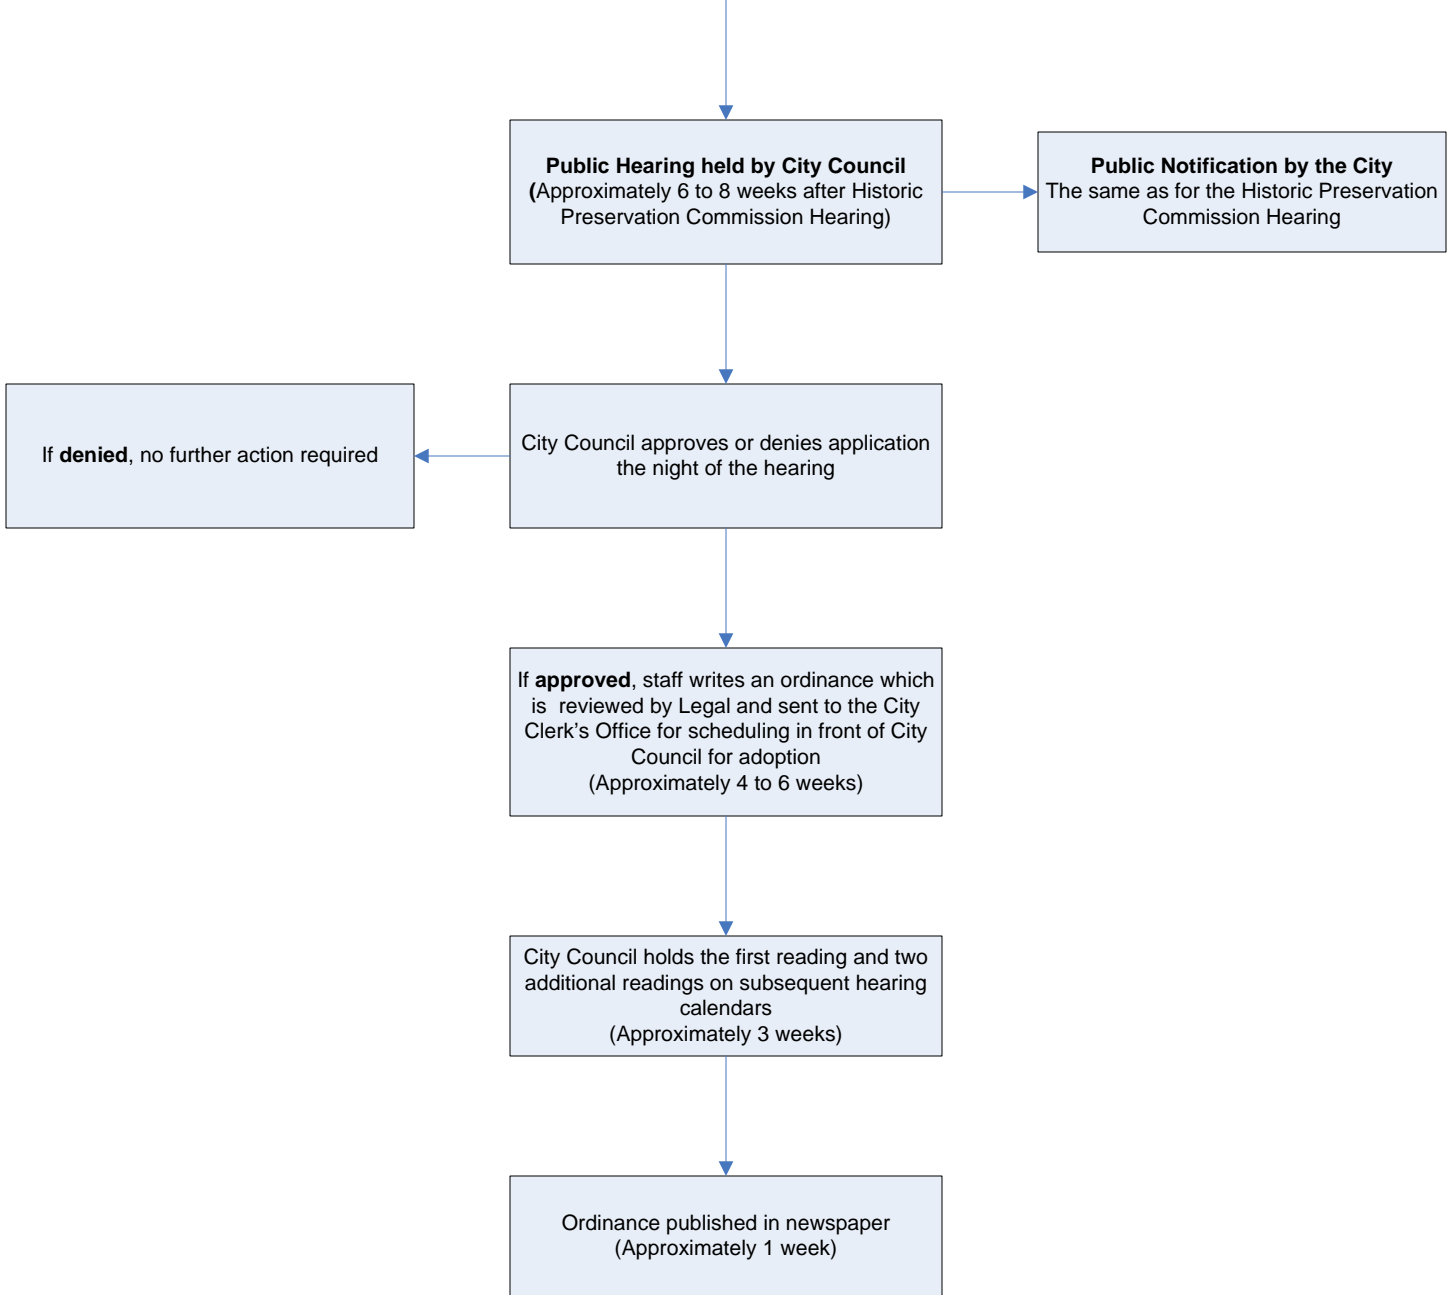 Public Hearing held by City Council
(Approximately 6 to 8 weeks after Historic
Preservation Commission Hearing)
Public Notification by the City
The same as for the Historic Preservation
Commission Hearing
If denied, no further action required
City Council approves or denies application
the night of the hearing
If approved, staff writes an ordinance which
is  reviewed by Legal and sent to the City
Clerk’s Office for scheduling in front of City
Council for adoption
(Approximately 4 to 6 weeks)
City Council holds the first reading and two
additional readings on subsequent hearing
calendars
(Approximately 3 weeks)
Ordinance published in newspaper
(Approximately 1 week)